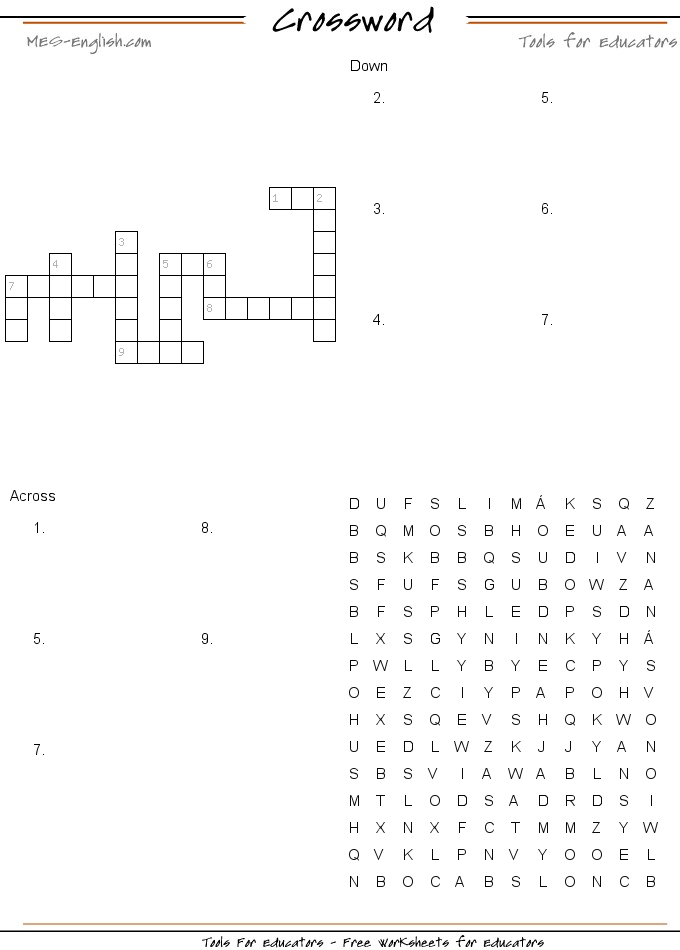 Crossword
MES-English.com
Tools for Educators
Down
2. 5.
3. 6.
4. 7.
1 2
3
4 5 6
7
8
9
Across
1. 8.
5. 9.
7.
D U F S L I M Á K S Q Z
B Q M O S B H O E U A A
B S K B B Q S U D I V N
S F U F S G U B O W Z A
B F S P H L E D P S D N
L X S G Y N I N K Y H Á
P W L L Y B Y E C P Y S
O E Z C I Y P A P O H V
H X S Q E V S H Q K W O
U E D L W Z K J J Y A N
S B S V I A W A B L N O
M T L O D S A D R D S I
H X N X F C T M M Z Y W
Q V K L P N V Y O O E L
N B O C A B S L O N C B
Tools For Educators - Free Worksheets for Educators